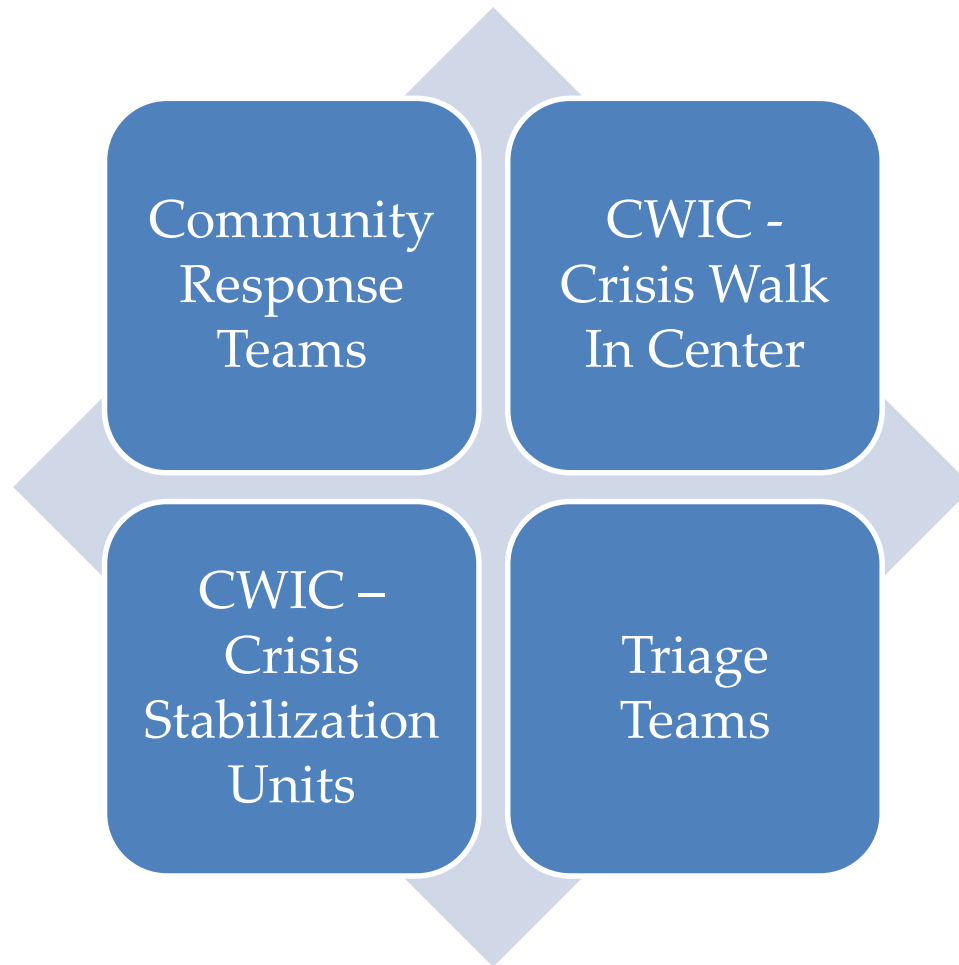 Community
Response
Teams
CWIC -
Crisis Walk
In Center
CWIC –
Crisis
Stabilization
Units
Triage
Teams